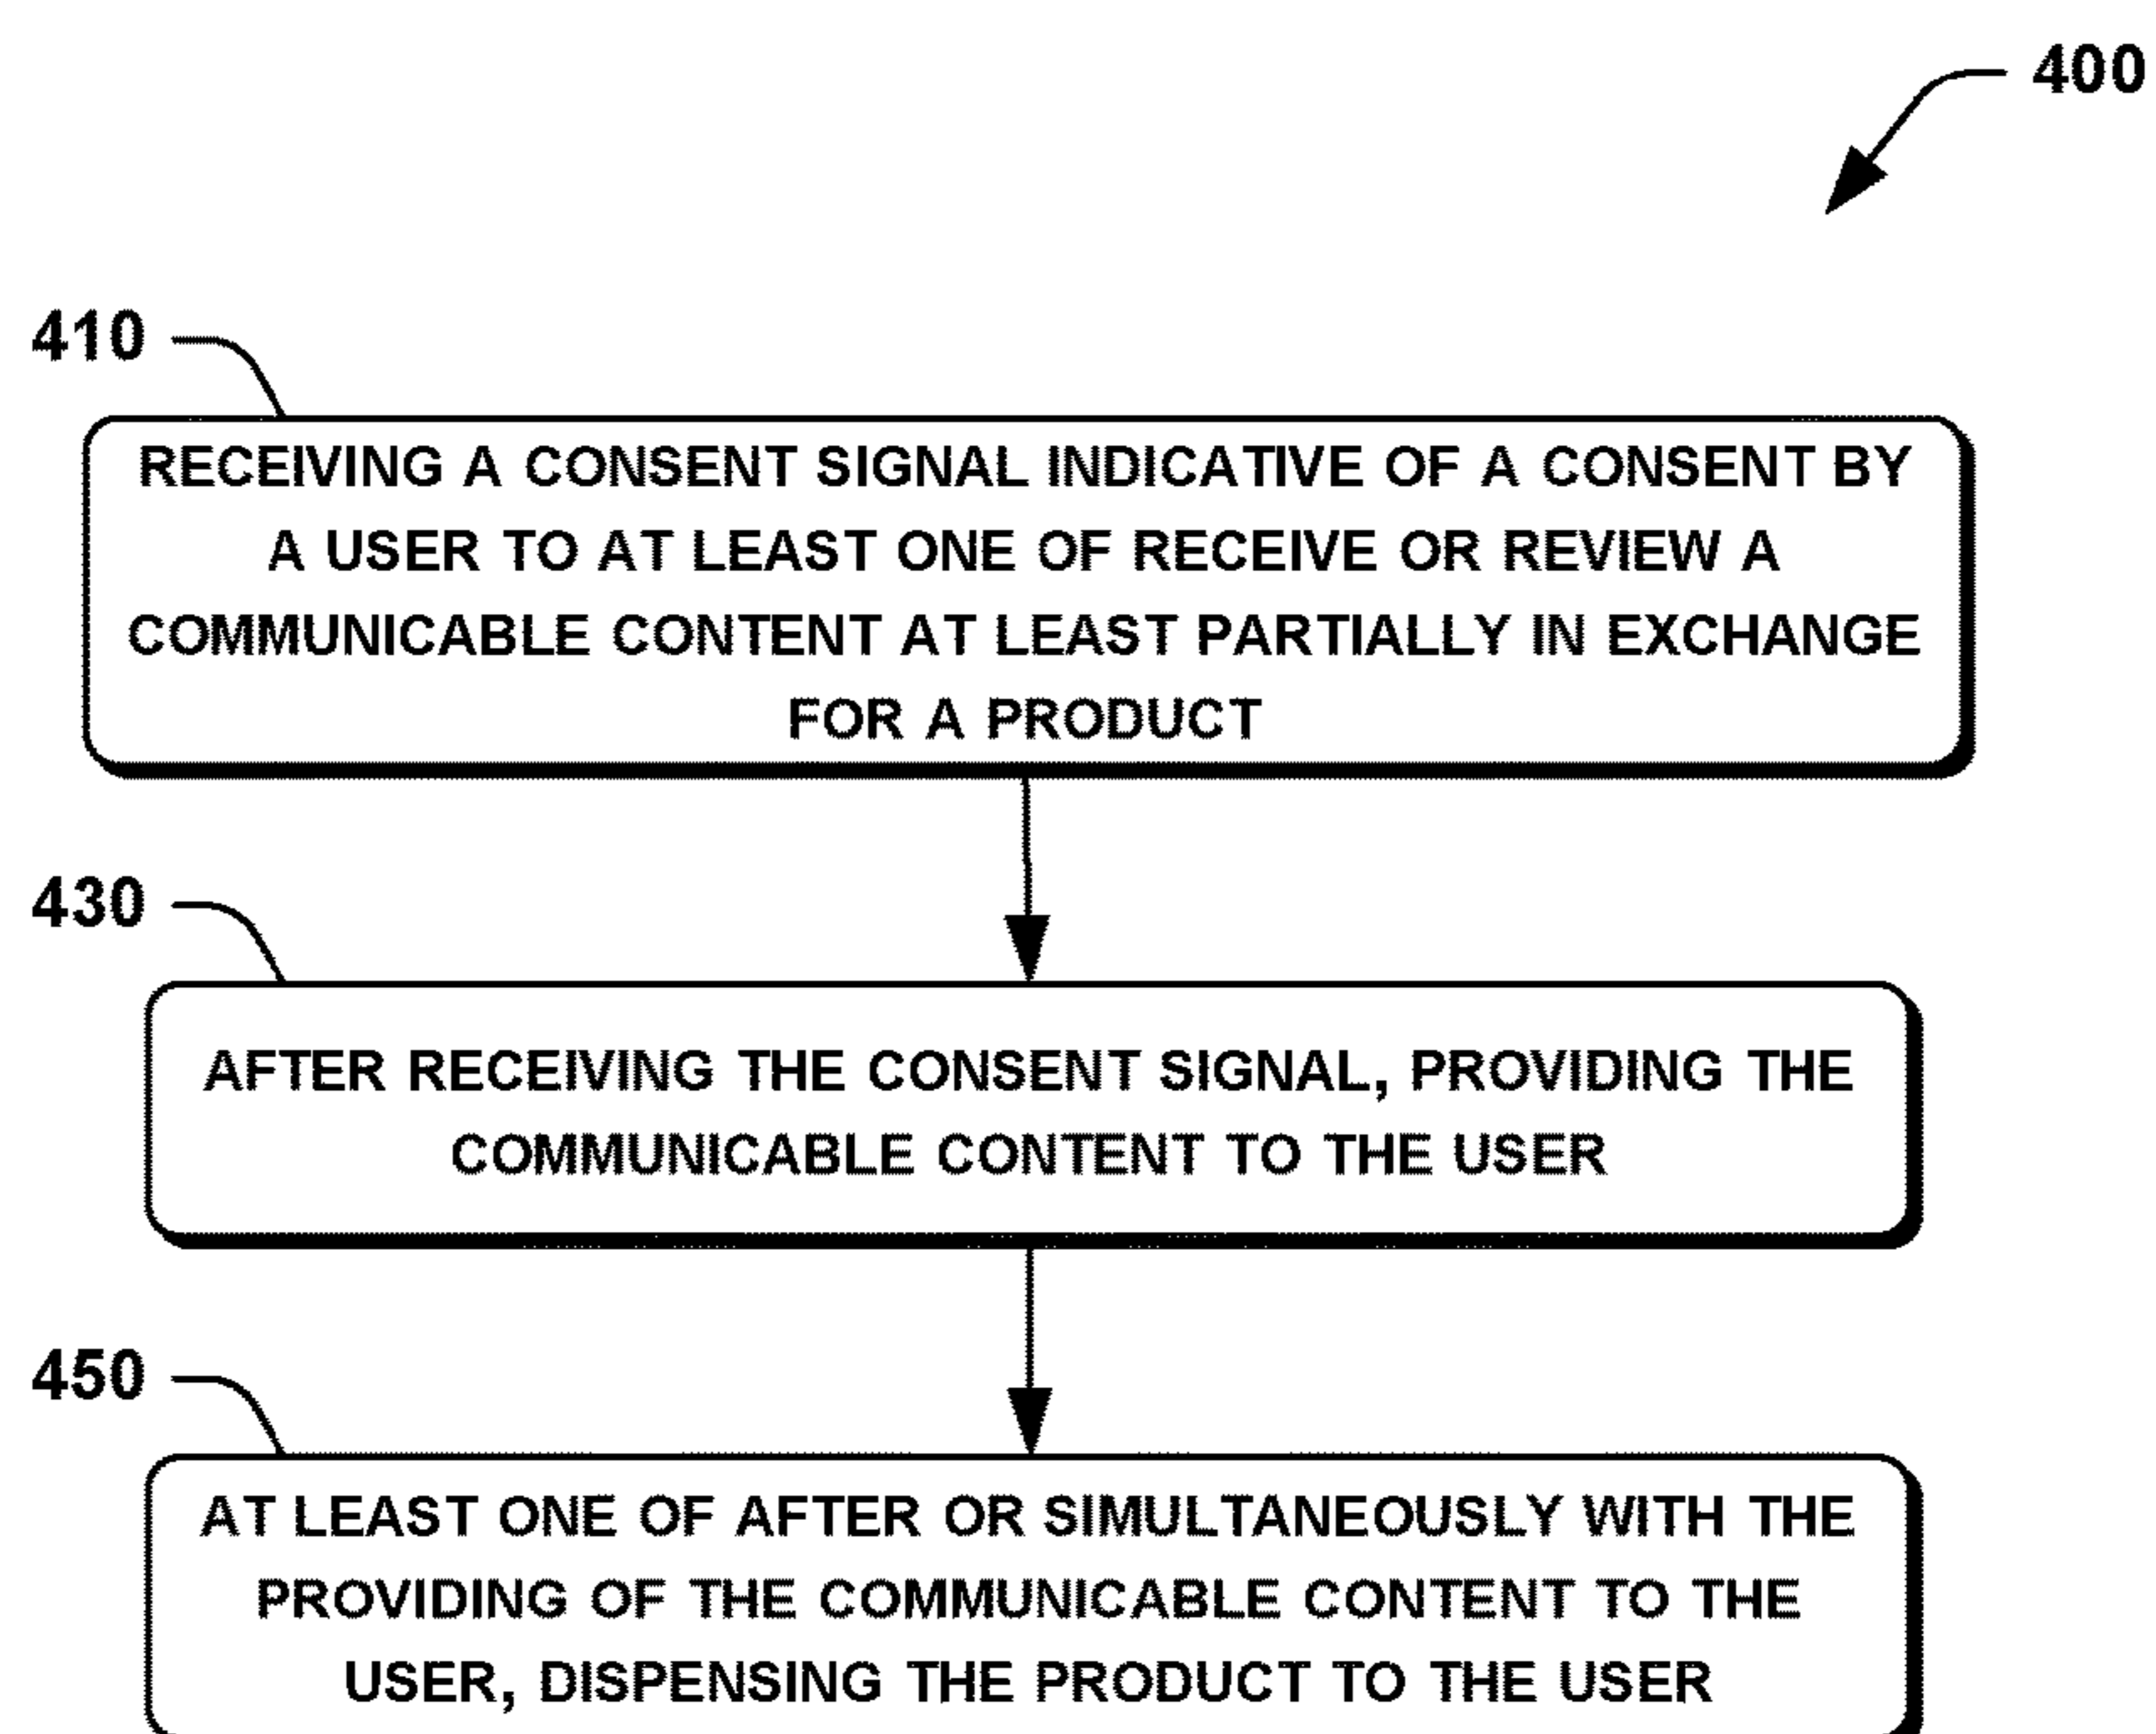 400
410
RECEIVING A CONSENT SIGNAL INDICATIVE OF A CONSENT BY
A USER TO AT LEAST ONE OF RECEIVE OR REVIEW A
COMMUNICABLE CONTENT AT LEAST PARTIALLY IN EXCHANGE
FOR A PRODUCT
430
AFTER RECEIVING THE CONSENT SIGNAL, PROVIDING THE
COMMUNICABLE CONTENT TO THE USER
450
AT LEAST ONE OF AFTER OR SIMULTANEOUSLY WITH THE
PROVIDING OF THE COMMUNICABLE CONTENT TO THE
USER, DISPENSING THE PRODUCT TO THE USER